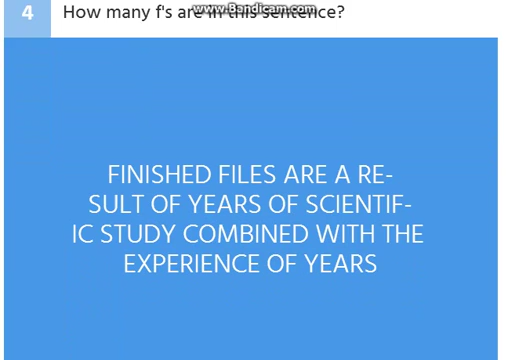 4 How many f's are in this sentence?
www.Bandicam.com
FINISHED FILES ARE A RE-
SULT OF YEARS OF SCIENTIF-
IC STUDY COMBINED WITH THE
EXPERIENCE OF YEARS